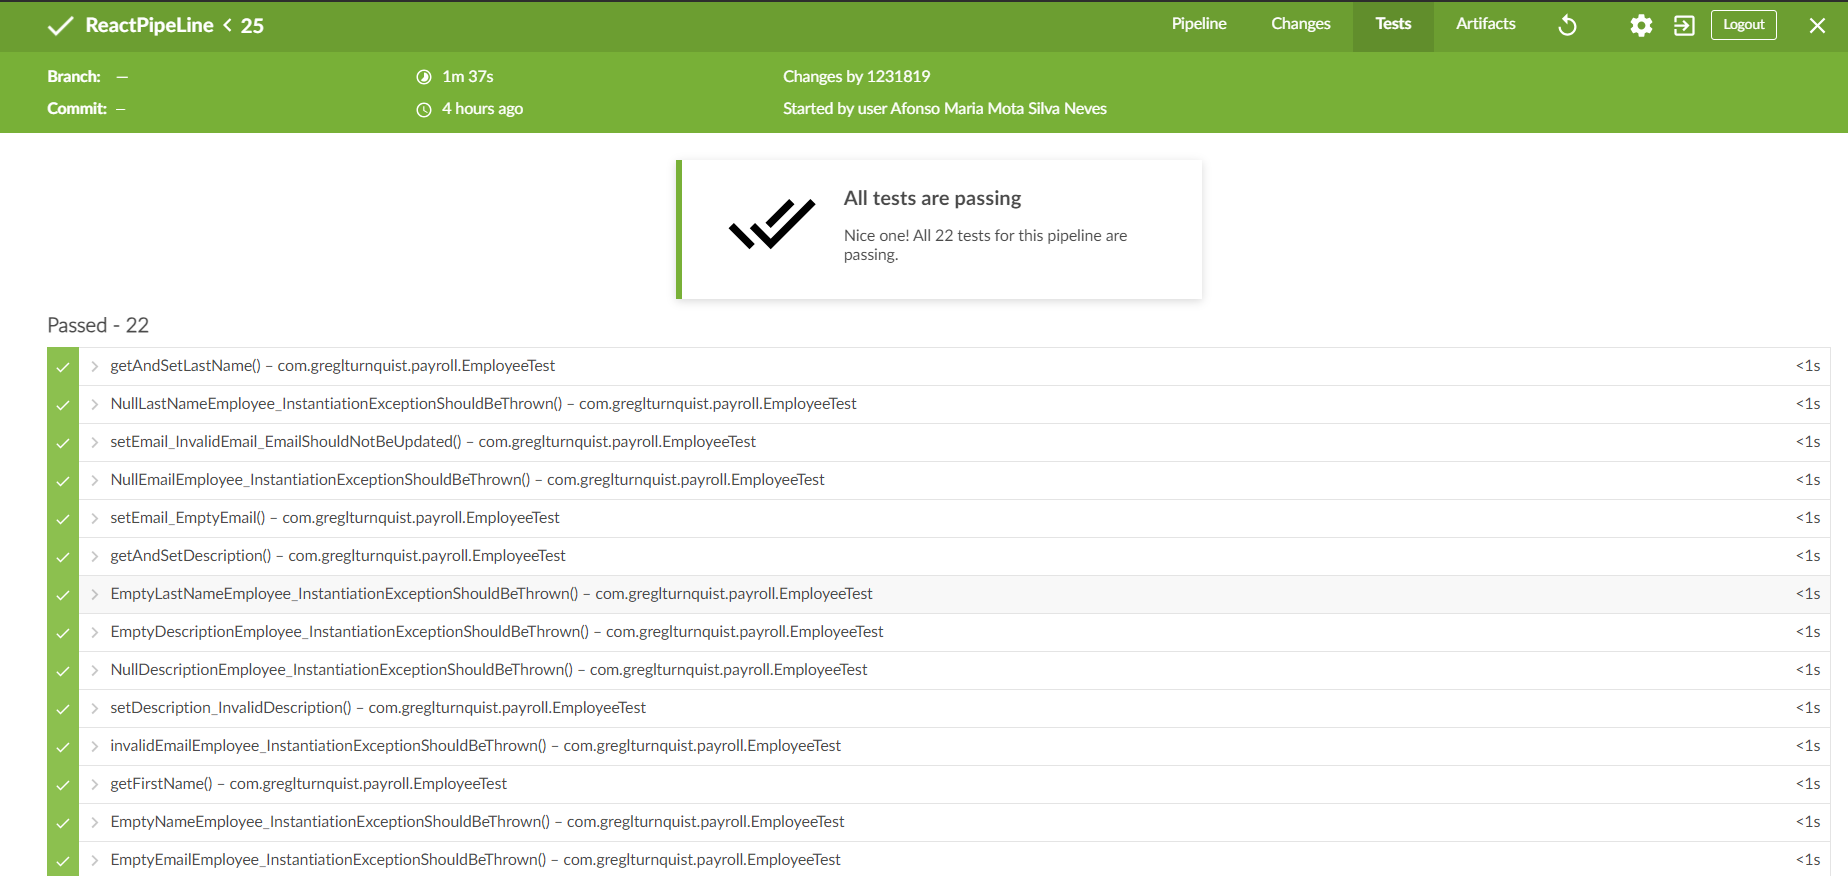 ReactPipeLine < 25 Pipeline Changes Tests Artifacts Logout
Branch: — 1m 37s Changes by 1231819
Commit: — 4 hours ago Started by user Afonso Maria Mota Silva Neves
All tests are passing
Nice one! All 22 tests for this pipeline are
passing.
Passed - 22
getAndSetLastName() – com.greglturnquist.payroll.EmployeeTest <1s
NullLastNameEmployee_InstantiationExceptionShouldBeThrown() – com.greglturnquist.payroll.EmployeeTest <1s
setEmail_InvalidEmail_EmailShouldNotBeUpdated() – com.greglturnquist.payroll.EmployeeTest <1s
NullEmailEmployee_InstantiationExceptionShouldBeThrown() – com.greglturnquist.payroll.EmployeeTest <1s
setEmail_EmptyEmail() – com.greglturnquist.payroll.EmployeeTest <1s
getAndSetDescription() – com.greglturnquist.payroll.EmployeeTest <1s
EmptyLastNameEmployee_InstantiationExceptionShouldBeThrown() – com.greglturnquist.payroll.EmployeeTest <1s
EmptyDescriptionEmployee_InstantiationExceptionShouldBeThrown() – com.greglturnquist.payroll.EmployeeTest <1s
NullDescriptionEmployee_InstantiationExceptionShouldBeThrown() – com.greglturnquist.payroll.EmployeeTest <1s
setDescription_InvalidDescription() – com.greglturnquist.payroll.EmployeeTest <1s
invalidEmailEmployee_InstantiationExceptionShouldBeThrown() – com.greglturnquist.payroll.EmployeeTest <1s
getFirstName() – com.greglturnquist.payroll.EmployeeTest <1s
EmptyNameEmployee_InstantiationExceptionShouldBeThrown() – com.greglturnquist.payroll.EmployeeTest <1s
EmptyEmailEmployee_InstantiationExceptionShouldBeThrown() – com.greglturnquist.payroll.EmployeeTest <1s